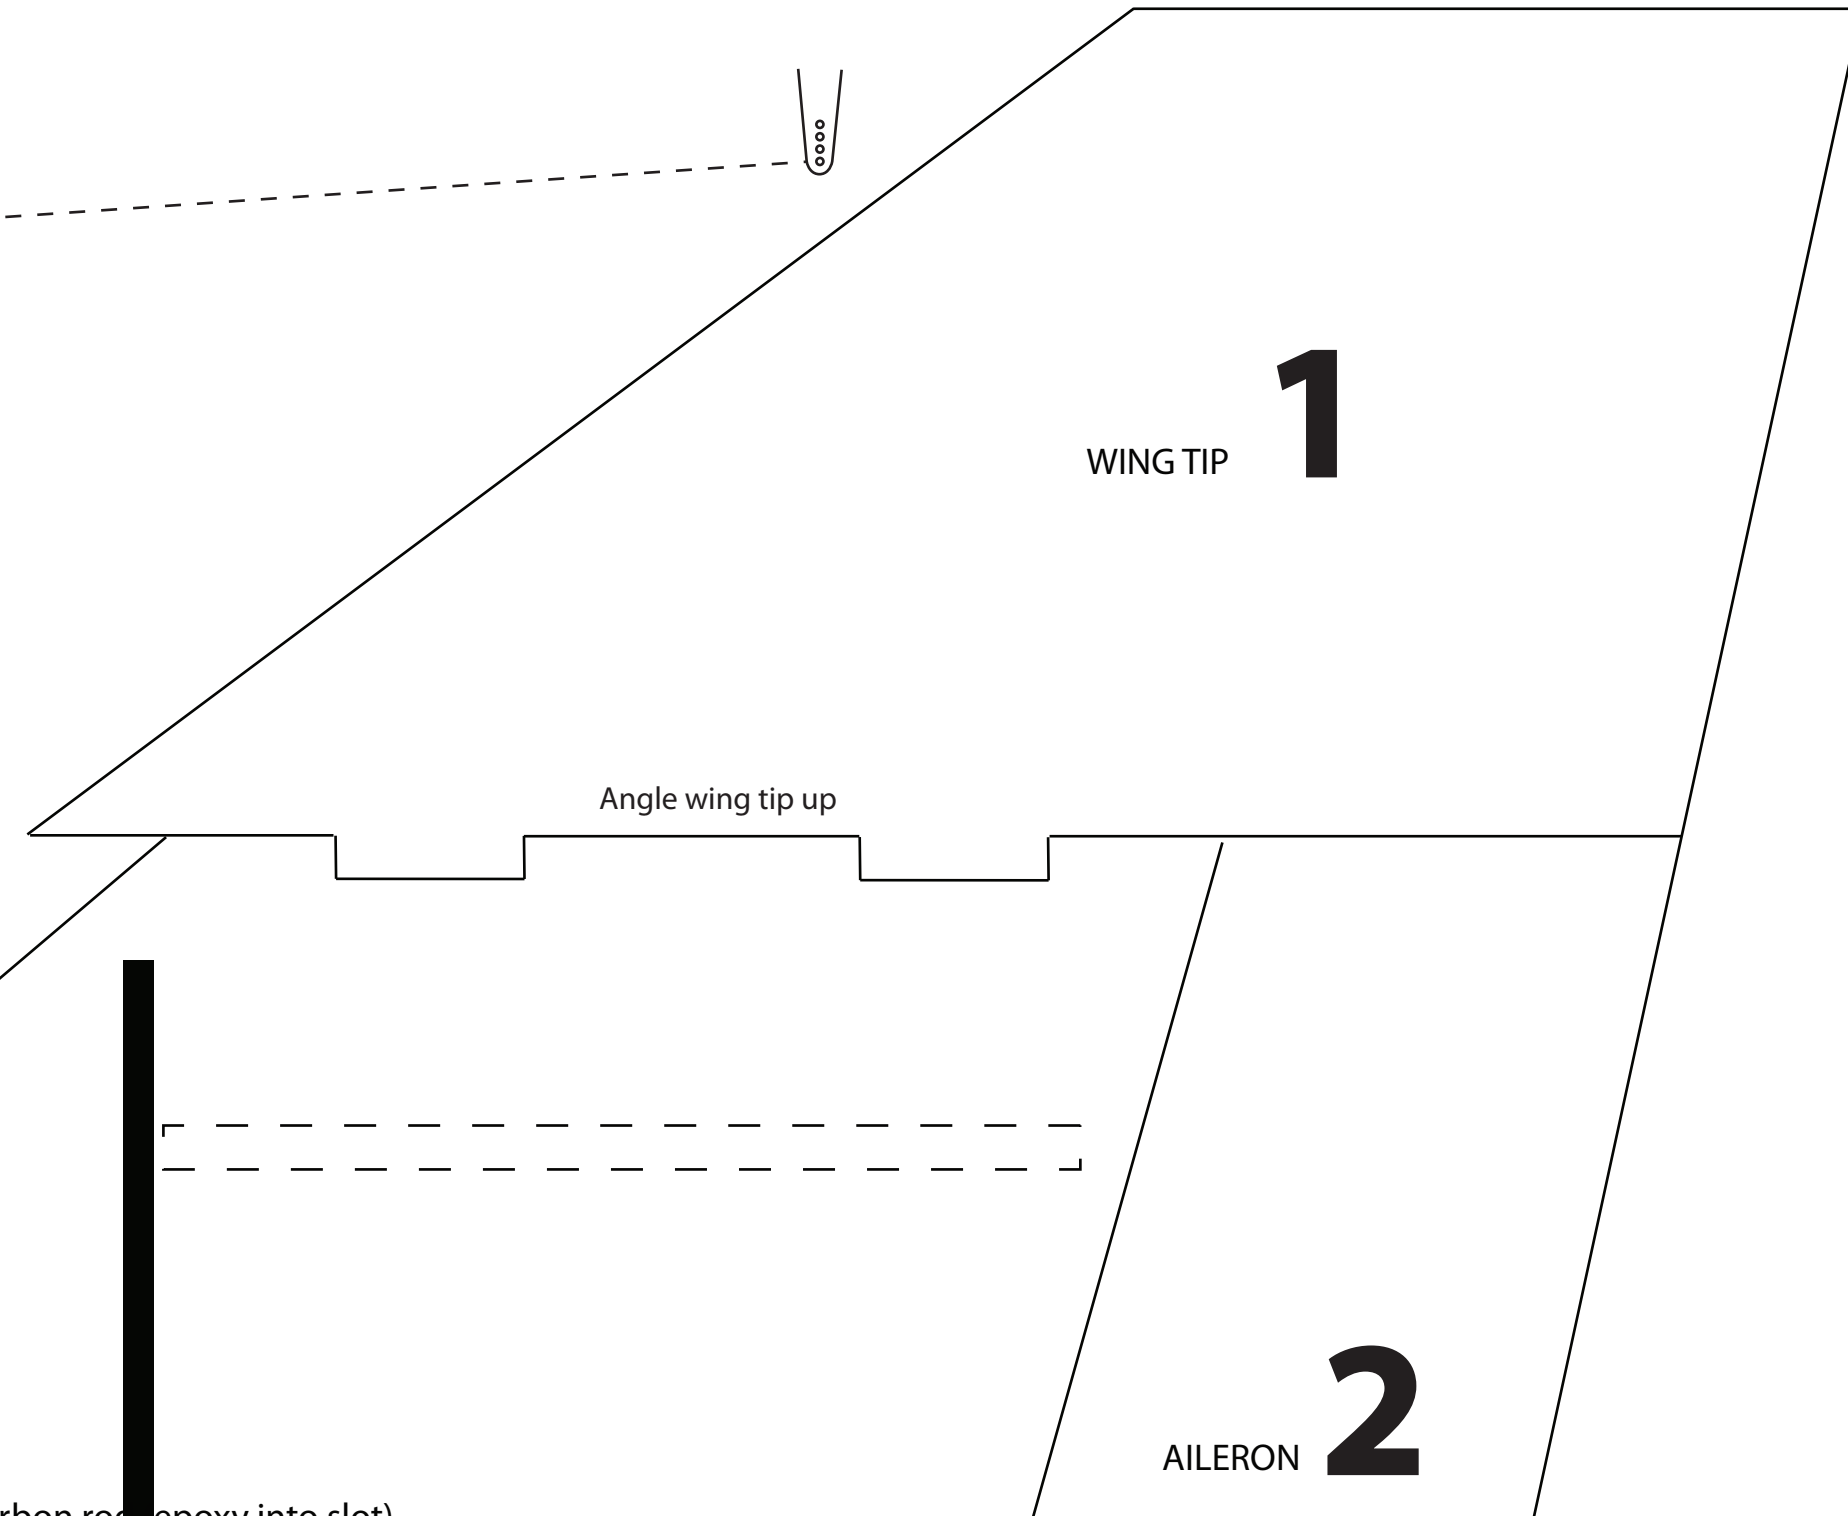 1
WING TIP
Angle wing tip up
2
AILERON
epoxy into slot)